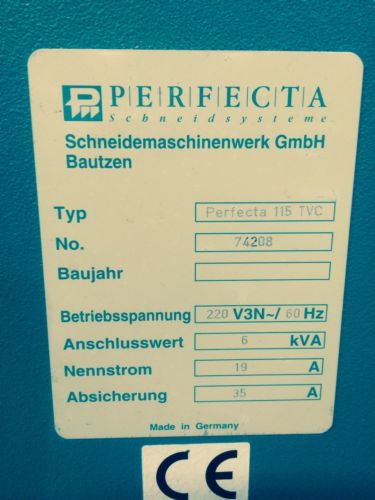 PERFECTA
Schneidsysteme
Schneidemaschinenwerk GmbH
Bautzen
Typ Perfecta 115 TVC
No. 74208
Baujahr
Betriebsspannung 220 V3N~/ 60 Hz
Anschlusswert 6 kVA
Nennstrom 19 A
Absicherung 35 A
Made in Germany
CE